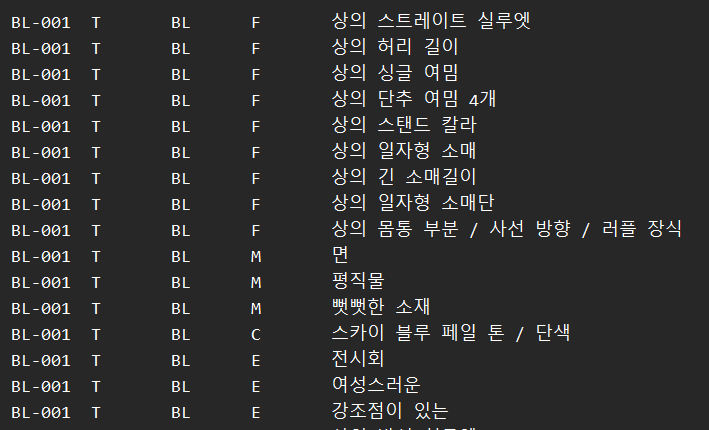 BL-001 T BL F 상의 스트레이트 실루엣
BL-001 T BL F 상의 허리 길이
BL-001 T BL F 상의 싱글 여밈
BL-001 T BL F 상의 단추 여밈 4개
BL-001 T BL F 상의 스탠드 칼라
BL-001 T BL F 상의 일자형 소매
BL-001 T BL F 상의 긴 소매길이
BL-001 T BL F 상의 일자형 소매단
BL-001 T BL F 상의 몸통 부분 / 사선 방향 / 러플 장식
BL-001 T BL M 면
BL-001 T BL M 평직물
BL-001 T BL M 뻣뻣한 소재
BL-001 T BL C 스카이 블루 페일 톤 / 단색
BL-001 T BL E 전시회
BL-001 T BL E 여성스러운
BL-001 T BL E 강조점이 있는